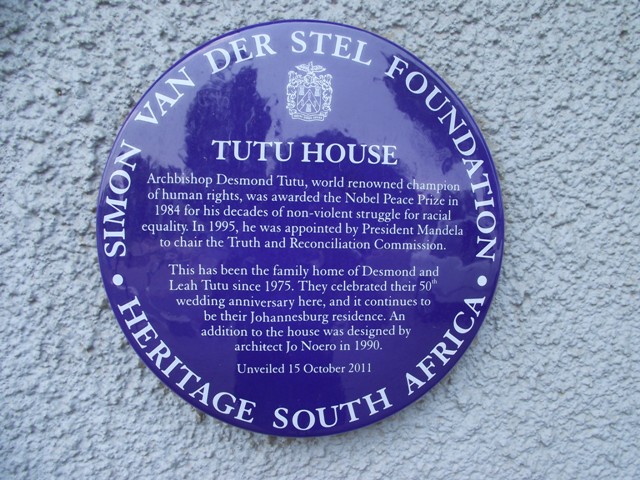 SIMON VAN DER STEL FOUNDATION
TUTU HOUSE
Archbishop Desmond Tutu, world renowned champion
of human rights, was awarded the Nobel Peace Prize in
1984 for his decades of non-violent struggle for racial
equality. In 1995, he was appointed by President Mandela
to chair the Truth and Reconciliation Commission.
This has been the family home of Desmond and
Leah Tutu since 1975. They celebrated their 50th
wedding anniversary here, and it continues to
be their Johannesburg residence. An
addition to the house was designed by
architect Jo Noero in 1990.
Unveiled 15 October 2011
• HERITAGE SOUTH AFRICA •